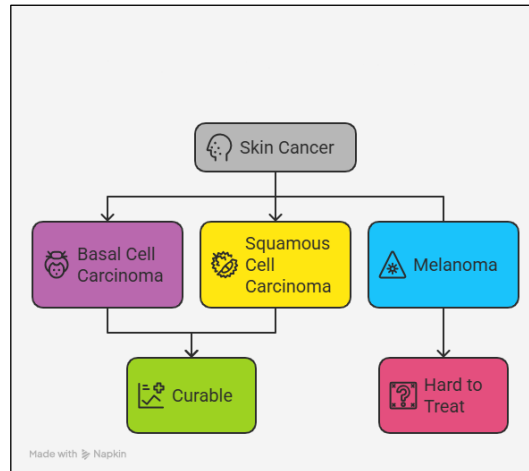 Skin Cancer
Basal Cell
Carcinoma
Squamous
Cell
Carcinoma
Melanoma
Curable
Hard to
Treat
Made with Napkin